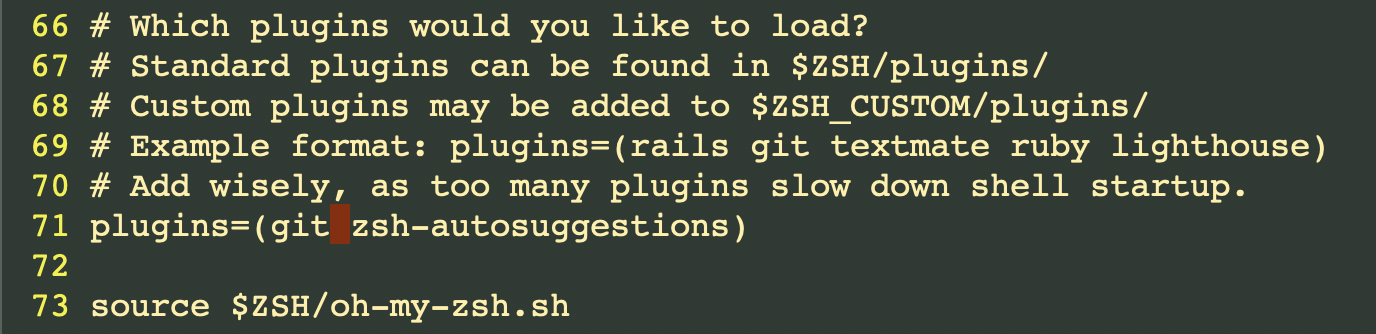 66 # Which plugins would you like to load?
67 # Standard plugins can be found in $ZSH/plugins/
68 # Custom plugins may be added to $ZSH_CUSTOM/plugins/
69 # Example format: plugins=(rails git textmate ruby lighthouse)
70 # Add wisely, as too many plugins slow down shell startup.
71 plugins=(git zsh-autosuggestions)
72
73 source $ZSH/oh-my-zsh.sh